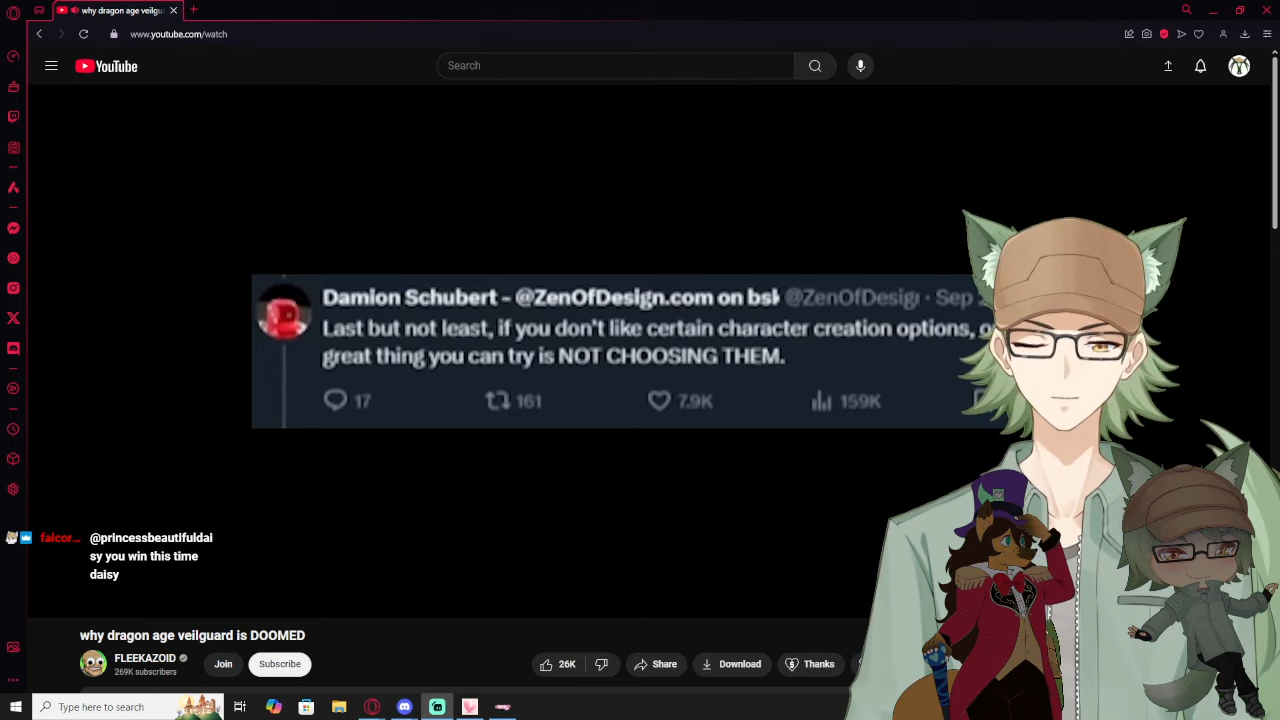 why dragon age veilgu
www.youtube.com/watch
YouTube
Search
Damion Schubert - @ZenOfDesign.com on bsk @ZenOfDesig · Sep
Last but not least, if you don't like certain character creation options,
great thing you can try is NOT CHOOSING THEM.
17 161 7.9K 159K
falcor... @princessbeautifuldai
sy you win this time
daisy
why dragon age veilguard is DOOMED
FLEEKAZOID
269K subscribers
Join
Subscribe
26K
Share
Download
Thanks
Type here to search